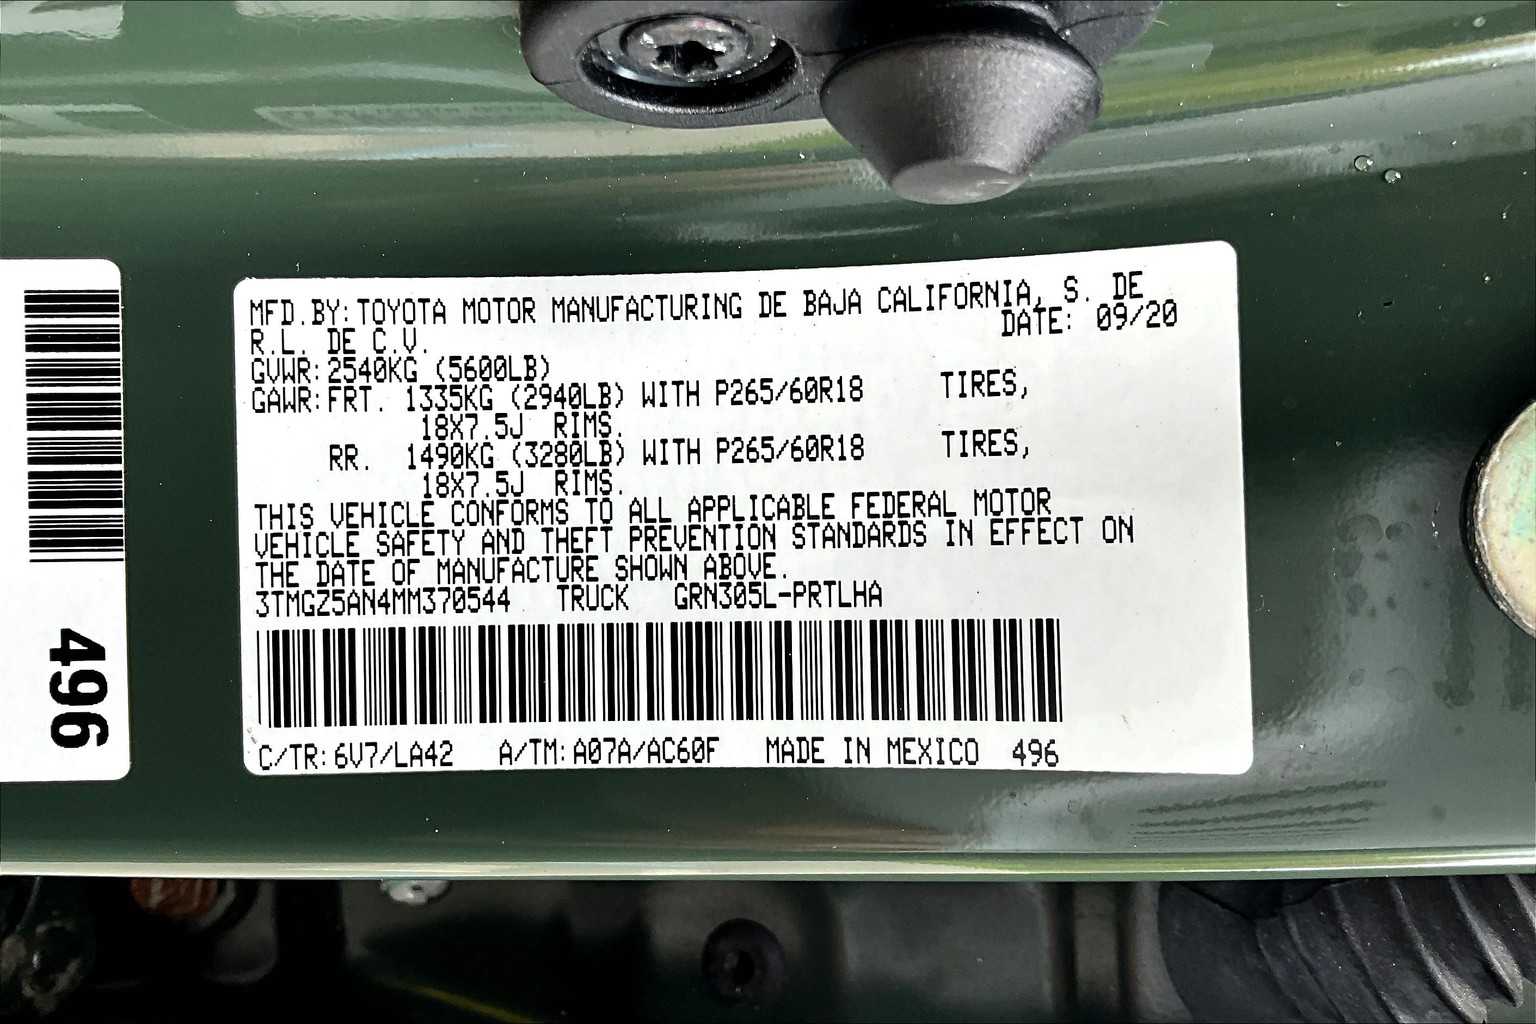 MFD.BY: TOYOTA MOTOR MANUFACTURING DE BAJA CALIFORNIA, S. DE
R.L. DE C.V. DATE: 09/20
GVWR: 2540KG (5600LB)
GAWR: FRT. 1335KG (2940LB) WITH P265/60R18 TIRES,
18X7.5J RIMS.
RR. 1490KG (3280LB) WITH P265/60R18 TIRES,
18X7.5J RIMS.
THIS VEHICLE CONFORMS TO ALL APPLICABLE FEDERAL MOTOR
VEHICLE SAFETY AND THEFT PREVENTION STANDARDS IN EFFECT ON
THE DATE OF MANUFACTURE SHOWN ABOVE.
3TMGZ5AN4MM370544 TRUCK GRN305L-PRTLHA
C/TR: 6V7/LA42 A/TM: A07A/AC60F MADE IN MEXICO 496
496